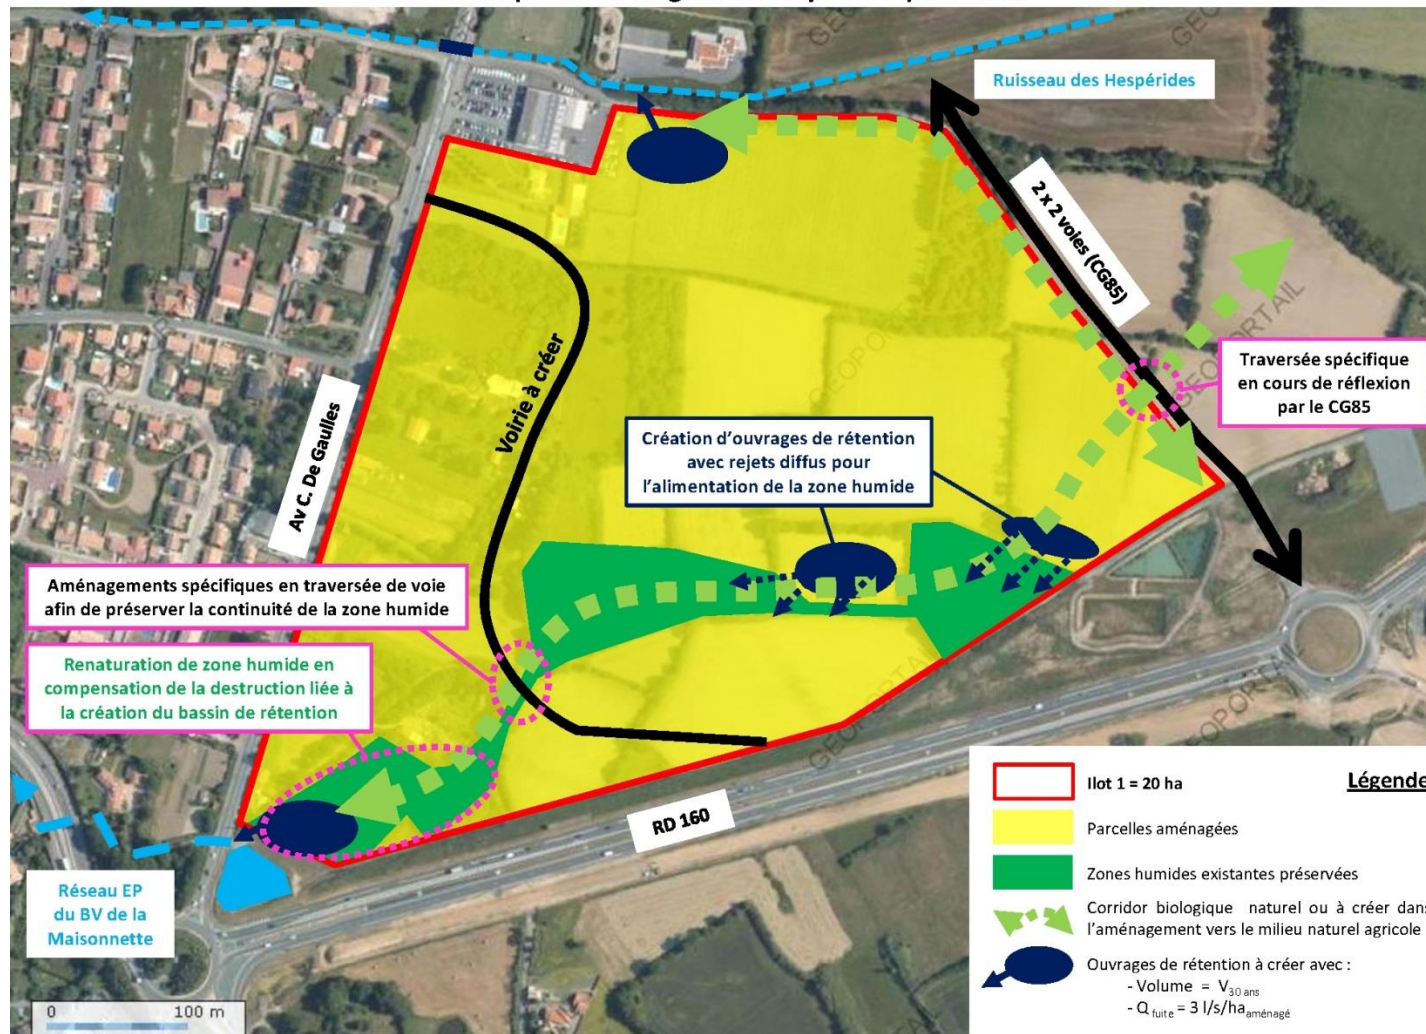 Ruisseau des Hespérides
2 x 2 voies (CG85)
Traversée spécifique
en cours de réflexion
par le CG85
Voirie à créer
Av C. De Gaulles
Création d'ouvrages de rétention
avec rejets diffus pour
l'alimentation de la zone humide
Aménagements spécifiques en traversée de voie
afin de préserver la continuité de la zone humide
Renaturation de zone humide en
compensation de la destruction liée à
la création du bassin de rétention
RD 160
Réseau EP
du BV de la
Maisonnette
0 100 m
Légende
Ilot 1 = 20 ha
Parcelles aménagées
Zones humides existantes préservées
Corridor biologique naturel ou à créer dans
l'aménagement vers le milieu naturel agricole
Ouvrages de rétention à créer avec :
- Volume = V30 ans
- Q fuite = 3 l/s/ha aménagé
GEOPORTAIL
GEOPORTAIL